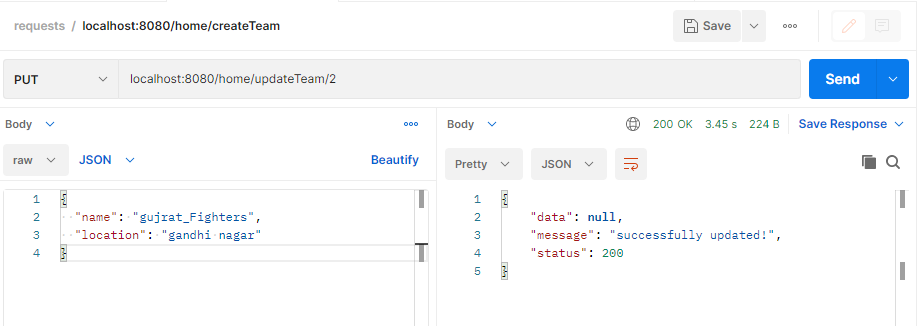 requests / localhost:8080/home/createTeam
Save
PUT localhost:8080/home/updateTeam/2 Send
Body
raw JSON Beautify
1 {
2 "name": "gujrat_Fighters",
3 "location": "gandhi nagar"
4 }
Body 200 OK 3.45 s 224 B Save Response
Pretty JSON
1 {
2 "data": null,
3 "message": "successfully updated!",
4 "status": 200
5 }